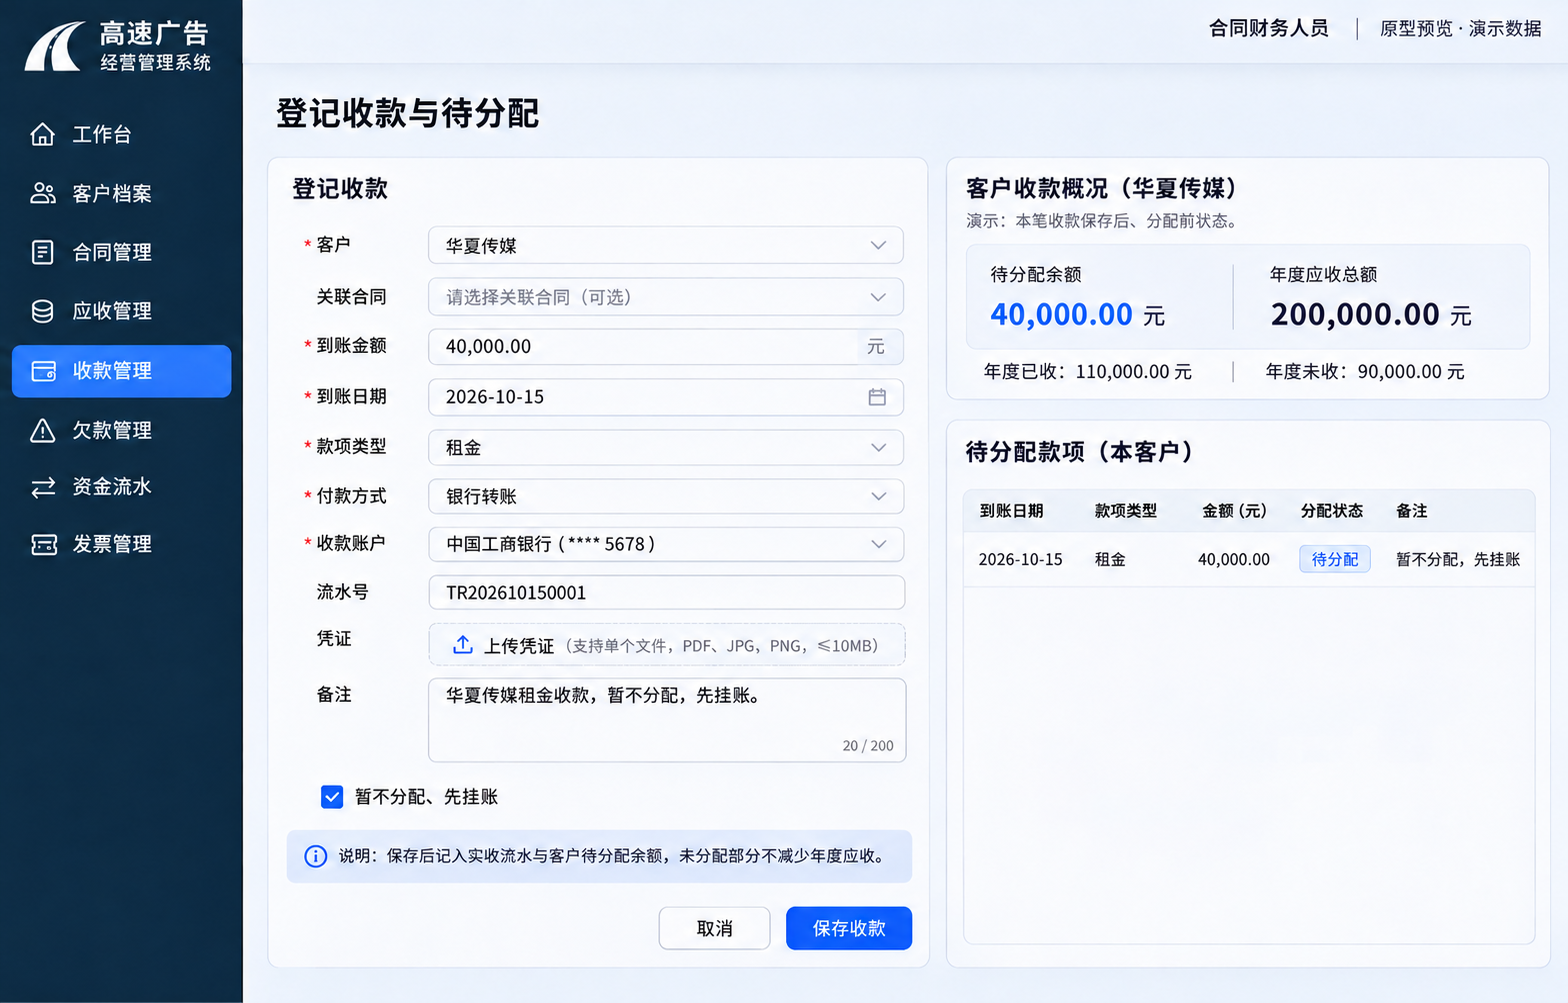 高速广告
经营管理系统
工作台
客户档案
合同管理
应收管理
收款管理
欠款管理
资金流水
发票管理
合同财务人员
原型预览 · 演示数据
登记收款与待分配
登记收款
* 客户
华夏传媒
关联合同
请选择关联合同（可选）
* 到账金额
40,000.00
元
* 到账日期
2026-10-15
* 款项类型
租金
* 付款方式
银行转账
* 收款账户
中国工商银行 ( **** 5678 )
流水号
TR202610150001
凭证
上传凭证（支持单个文件，PDF、JPG，PNG，≤10MB）
备注
华夏传媒租金收款，暂不分配，先挂账。
20 / 200
暂不分配、先挂账
说明：保存后记入实收流水与客户待分配余额，未分配部分不减少年度应收。
取消
保存收款
客户收款概况（华夏传媒）
演示：本笔收款保存后、分配前状态。
待分配余额
40,000.00 元
年度应收总额
200,000.00 元
年度已收：110,000.00 元
年度未收：90,000.00 元
待分配款项（本客户）
到账日期 款项类型 金额 (元) 分配状态 备注
2026-10-15 租金 40,000.00 待分配 暂不分配，先挂账